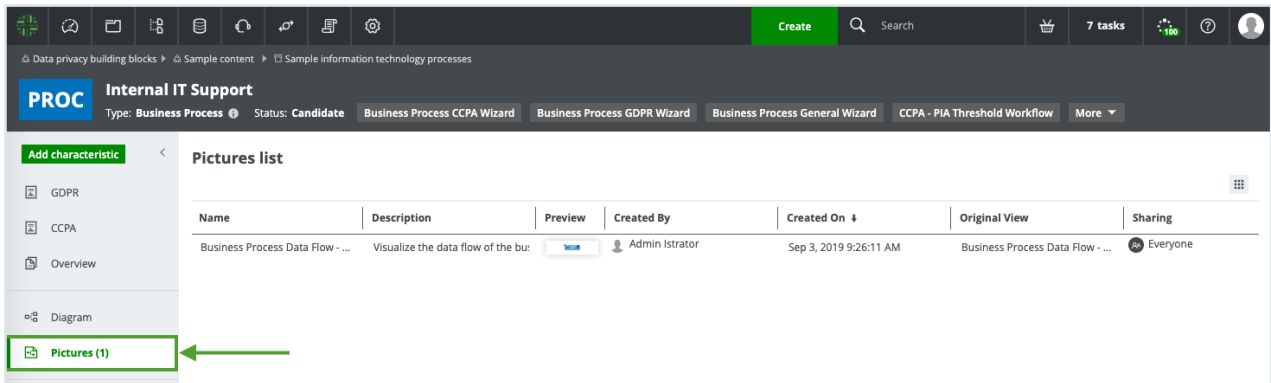 Create
Search
7 tasks
100
Data privacy building blocks
Sample content
Sample information technology processes
PROC
Internal IT Support
Type: Business Process
Status: Candidate
Business Process CCPA Wizard
Business Process GDPR Wizard
Business Process General Wizard
CCPA - PIA Threshold Workflow
More
Add characteristic
GDPR
CCPA
Overview
Diagram
Pictures (1)
Pictures list
Name Description Preview Created By Created On Original View Sharing
Business Process Data Flow - ... Visualize the data flow of the bu Admin Istrator Sep 3, 2019 9:26:11 AM Business Process Data Flow - ... Everyone